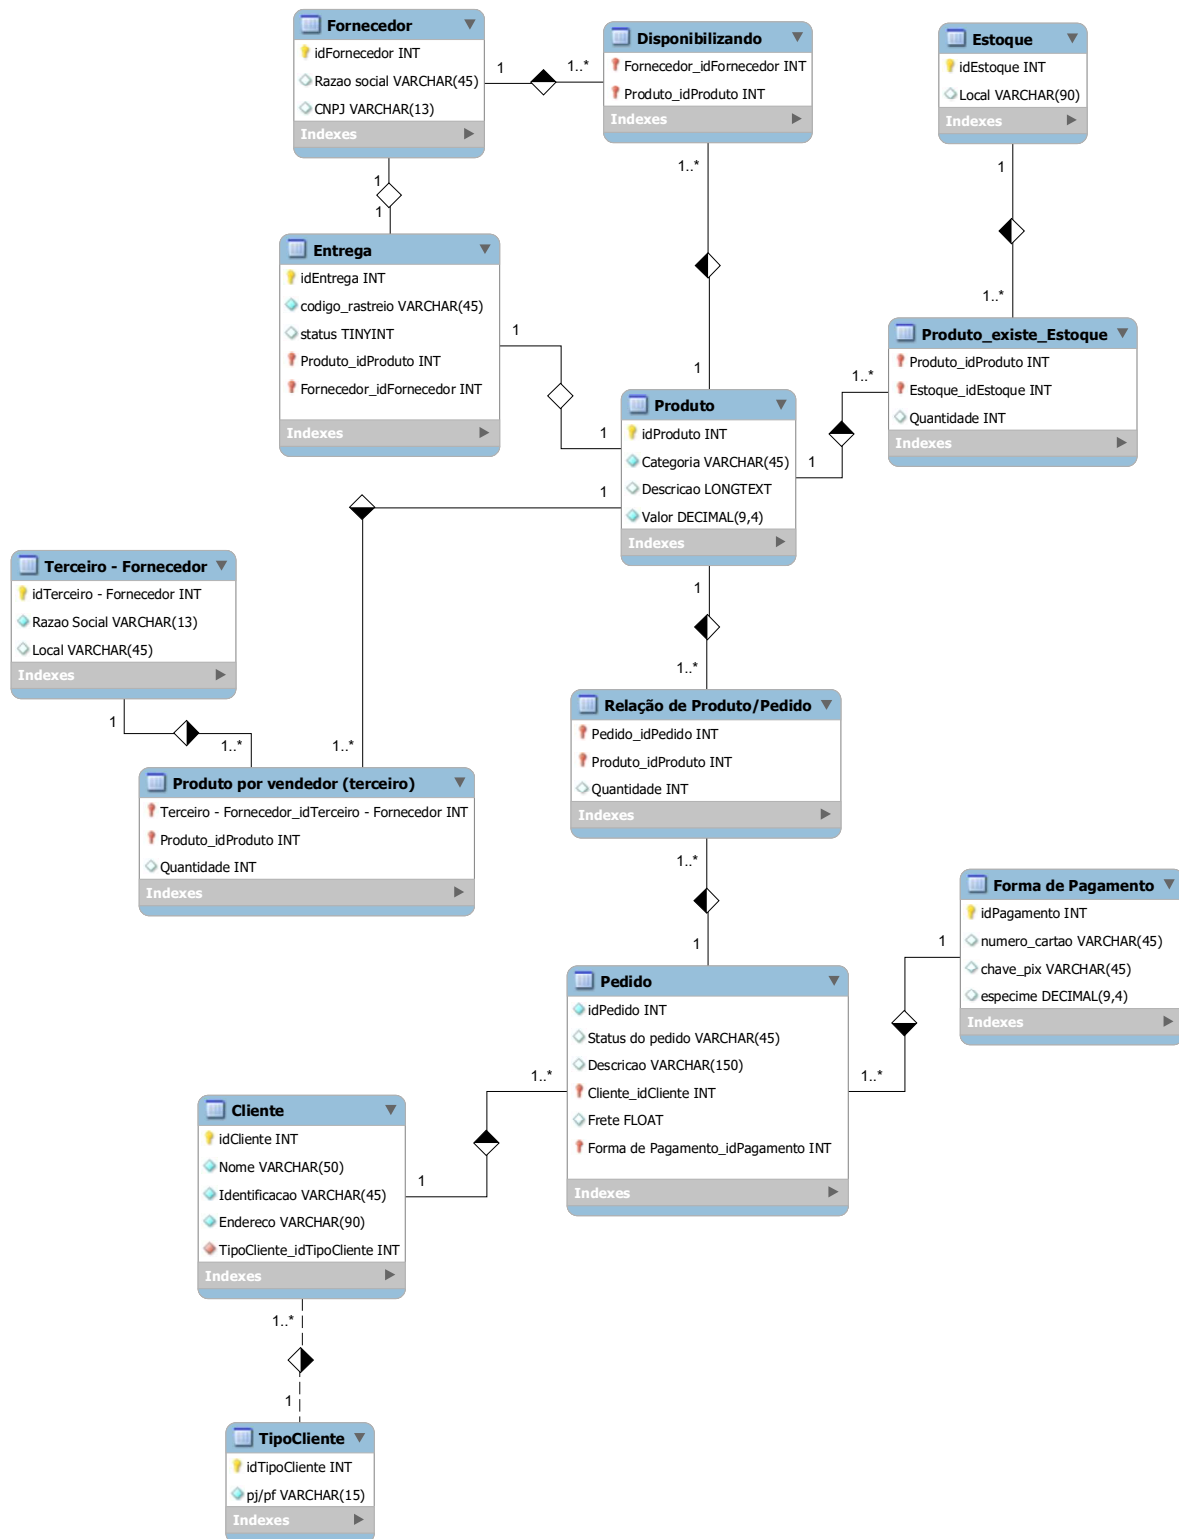 Fornecedor
idFornecedor INT
Razao social VARCHAR(45)
CNPJ VARCHAR(13)
Indexes
1
1..*
Disponibilizando
Fornecedor_idFornecedor INT
Produto_idProduto INT
Indexes
Estoque
idEstoque INT
Local VARCHAR(90)
Indexes
1
1
1..*
1
Entrega
idEntrega INT
codigo_rastreio VARCHAR(45)
status TINYINT
Produto_idProduto INT
Fornecedor_idFornecedor INT
Indexes
1
1..*
Produto_existe_Estoque
Produto_idProduto INT
Estoque_idEstoque INT
Quantidade INT
Indexes
1
1..*
Produto
idProduto INT
Categoria VARCHAR(45)
Descricao LONGTEXT
Valor DECIMAL(9,4)
Indexes
1
1
1
1
Terceiro - Fornecedor
idTerceiro - Fornecedor INT
Razao Social VARCHAR(13)
Local VARCHAR(45)
Indexes
1..*
Relação de Produto/Pedido
Pedido_idPedido INT
Produto_idProduto INT
Quantidade INT
Indexes
1
1..*
1..*
Produto por vendedor (terceiro)
Terceiro - Fornecedor_idTerceiro - Fornecedor INT
Produto_idProduto INT
Quantidade INT
Indexes
1..*
1
Forma de Pagamento
idPagamento INT
numero_cartao VARCHAR(45)
chave_pix VARCHAR(45)
especime DECIMAL(9,4)
Indexes
1
Pedido
idPedido INT
Status do pedido VARCHAR(45)
Descricao VARCHAR(150)
Cliente_idCliente INT
Frete FLOAT
Forma de Pagamento_idPagamento INT
Indexes
1..*
1..*
Cliente
idCliente INT
Nome VARCHAR(50)
Identificacao VARCHAR(45)
Endereco VARCHAR(90)
TipoCliente_idTipoCliente INT
Indexes
1
1..*
1
TipoCliente
idTipoCliente INT
pj/pf VARCHAR(15)
Indexes